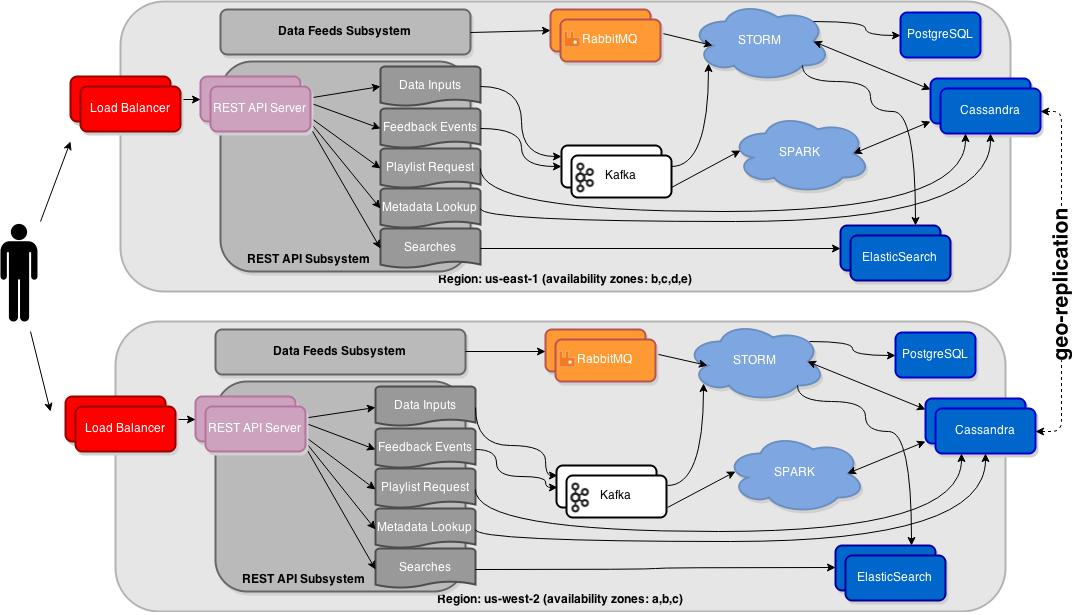 Data Feeds Subsystem
RabbitMQ
STORM
PostgreSQL
Load Balancer
REST API Server
Data Inputs
Feedback Events
Playlist Request
Metadata Lookup
Searches
REST API Subsystem
Kafka
SPARK
Cassandra
ElasticSearch
Region: us-east-1 (availability zones: b,c,d,e)
geo-replication
Data Feeds Subsystem
RabbitMQ
STORM
PostgreSQL
Load Balancer
REST API Server
Data Inputs
Feedback Events
Playlist Request
Metadata Lookup
Searches
REST API Subsystem
Kafka
SPARK
Cassandra
ElasticSearch
Region: us-west-2 (availability zones: a,b,c)